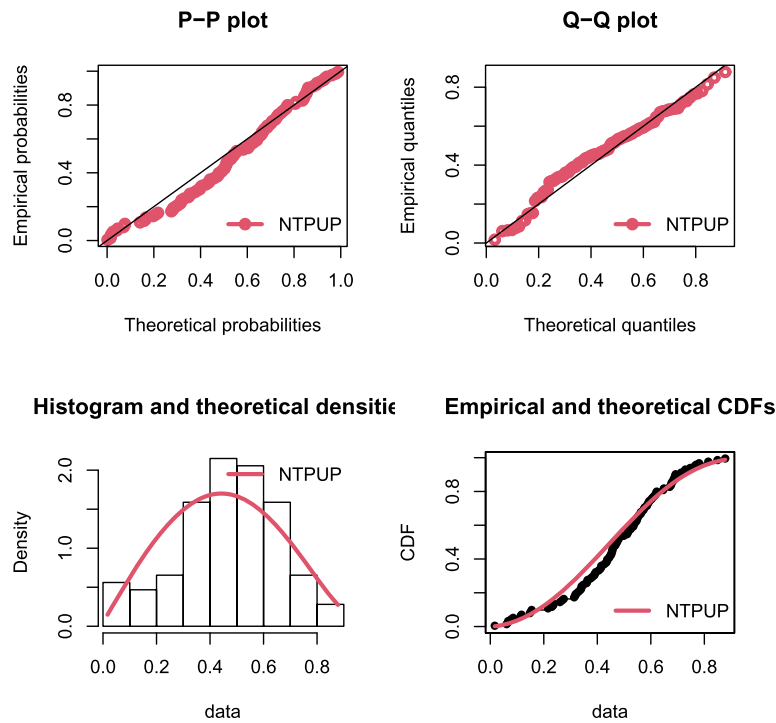 P−P plot
Empirical probabilities
0.0 0.4 0.8
NTPUP
0.0 0.2 0.4 0.6 0.8 1.0
Theoretical probabilities
Q−Q plot
Empirical quantiles
0.0 0.4 0.8
NTPUP
0.0 0.2 0.4 0.6 0.8
Theoretical quantiles
Histogram and theoretical densitie
Density
0.0 1.0 2.0
NTPUP
0.0 0.2 0.4 0.6 0.8
data
Empirical and theoretical CDFs
CDF
0.0 0.4 0.8
NTPUP
0.0 0.2 0.4 0.6 0.8
data